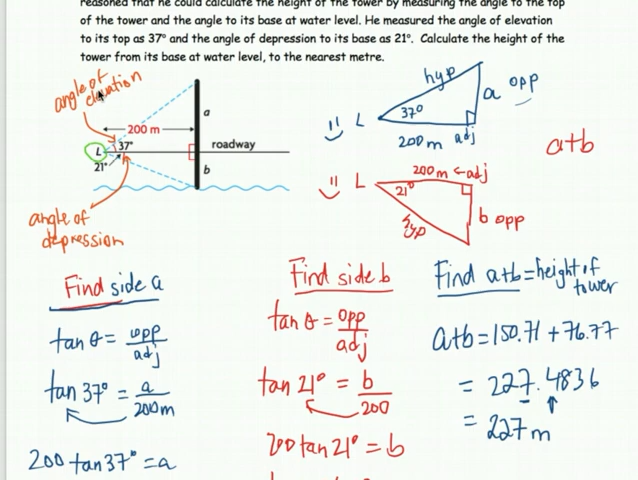 reasoned that he could calculate the height of the tower by measuring the angle to the top
of the tower and the angle to its base at water level. He measured the angle of elevation
to its top as 37° and the angle of depression to its base as 21°. Calculate the height of the
tower from its base at water level, to the nearest metre.
angle of
elevation
200 m
a
L
37°
roadway
21°
b
angle of
depression
hyp
a opp
37°
L
200m adj
a+b
200m ← adj
L
21°
b opp
hyp
Find side a
tan θ = opp
adj
tan 37° = a
200m
200 tan 37° = a
Find side b
tan θ = opp
adj
tan 21° = b
200
200 tan 21° = b
Find a+b = height of
tower
a+b = 150.71 + 76.77
= 227.4836
= 227 m